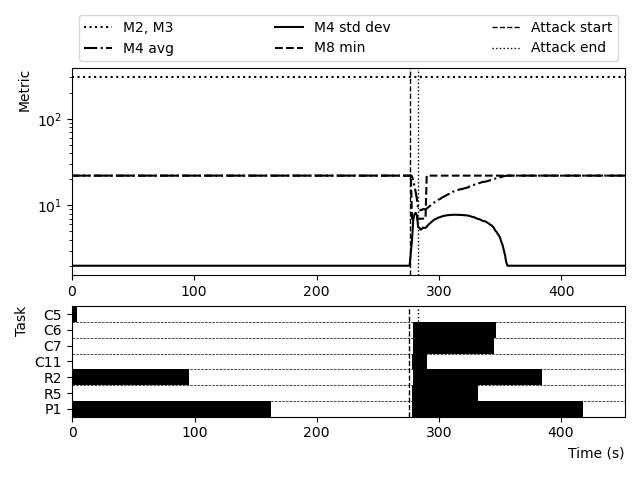 M2, M3 M4 std dev Attack start
M4 avg M8 min Attack end
Metric
10²
10¹
0 100 200 300 400
Task
C5
C6
C7
C11
R2
R5
P1
0 100 200 300 400
Time (s)